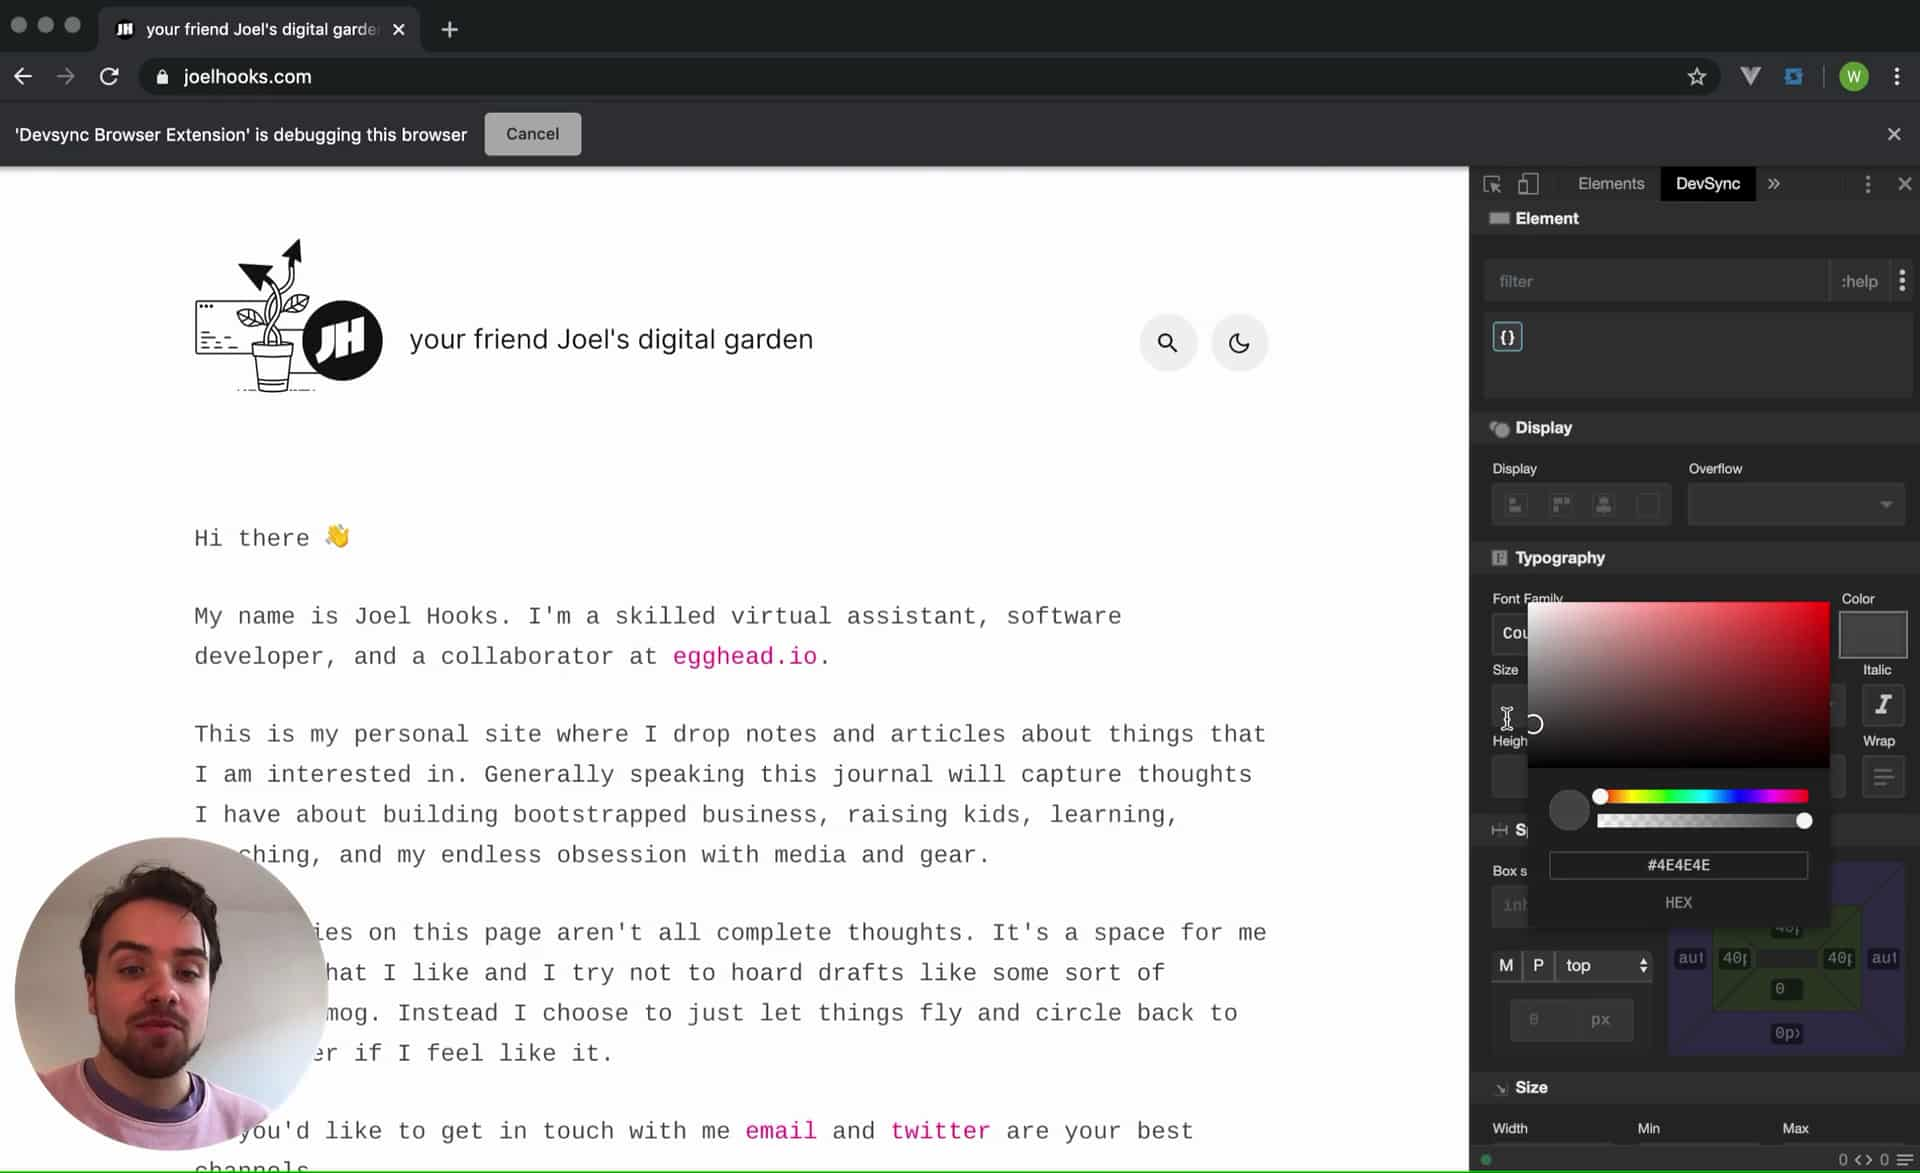 JH your friend Joel's digital garde
joelhooks.com
W
'Devsync Browser Extension' is debugging this browser
Cancel
JH
your friend Joel's digital garden
Hi there 👋
My name is Joel Hooks. I'm a skilled virtual assistant, software
developer, and a collaborator at egghead.io.
This is my personal site where I drop notes and articles about things that
I am interested in. Generally speaking this journal will capture thoughts
I have about building bootstrapped business, raising kids, learning,
ching, and my endless obsession with media and gear.
ies on this page aren't all complete thoughts. It's a space for me
hat I like and I try not to hoard drafts like some sort of
mog. Instead I choose to just let things fly and circle back to
er if I feel like it.
you'd like to get in touch with me email and twitter are your best
channels
Elements
DevSync
Element
filter
:help
{}
Display
Display
Overflow
Typography
Font Family
Color
Cou
Size
Italic
I
Heigh
Wrap
#4E4E4E
HEX
Sp
Box s
inh
M
P
top
0
px
40p
aut
40p
40p
aut
0
0px
Size
Width
Min
Max
0 <> 0